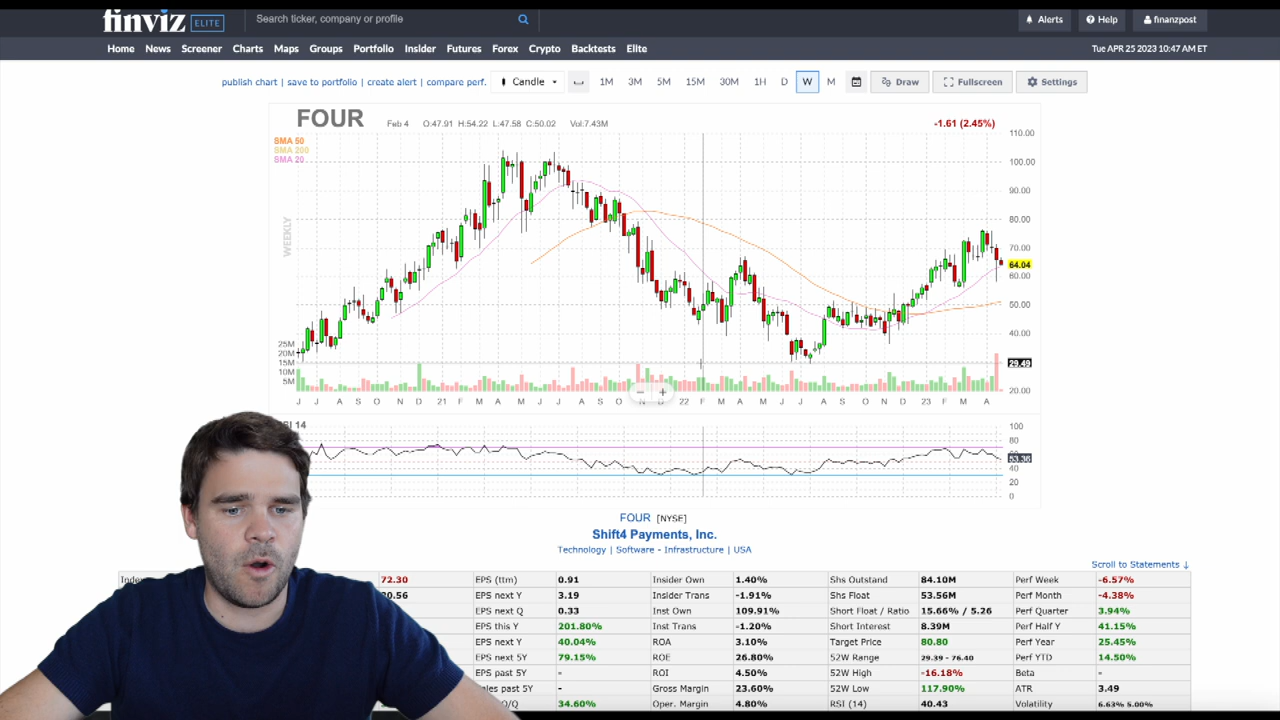 finviz ELITE Search ticker, company or profile Alerts Help finanzpost
Home News Screener Charts Maps Groups Portfolio Insider Futures Forex Crypto Backtests Elite Tue APR 25 2023 10:47 AM ET
publish chart | save to portfolio | create alert | compare perf. Candle 1M 3M 5M 15M 30M 1H D W M Draw Fullscreen Settings
FOUR Feb 4 O:47.91 H:54.22 L:47.58 C:50.02 Vol:7.43M -1.61 (2.45%)
SMA 50
SMA 200
SMA 20
WEEKLY
110.00
100.00
90.00
80.00
70.00
64.04
60.00
50.00
40.00
29.49
20.00
25M
20M
15M
10M
5M
J J A S O N D 21 F M A M J J A S O N D 22 F M A M J J A S O N D 23 F M A
14
100
80
53.36
40
20
0
FOUR [NYSE]
Shift4 Payments, Inc.
Technology | Software - Infrastructure | USA
Scroll to Statements ↓
72.30 EPS (ttm) 0.91 Insider Own 1.40% Shs Outstand 84.10M Perf Week -6.57%
EPS next Y 3.19 Insider Trans -1.91% Shs Float 53.56M Perf Month -4.38%
EPS next Q 0.33 Inst Own 109.91% Short Float / Ratio 15.66% / 5.26 Perf Quarter 3.94%
EPS this Y 201.80% Inst Trans -1.20% Short Interest 8.39M Perf Half Y 41.15%
EPS next Y 40.04% ROA 3.10% Target Price 80.80 Perf Year 25.45%
EPS next 5Y 79.15% ROE 26.80% 52W Range 29.39 - 76.40 Perf YTD 14.50%
EPS past 5Y - ROI 4.50% 52W High -16.18% Beta -
past 5Y - Gross Margin 23.60% 52W Low 117.90% ATR 3.49
34.60% Oper. Margin 4.80% RSI (14) 40.43 Volatility 6.63% 5.00%